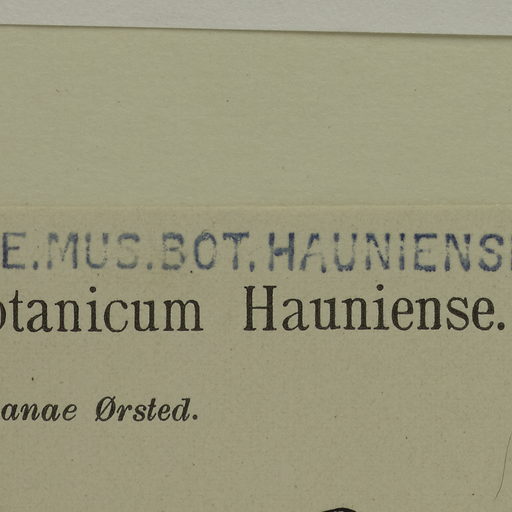 E.MUS.BOT.HAUNIENS
otanicum Hauniense.
anae Ørsted.